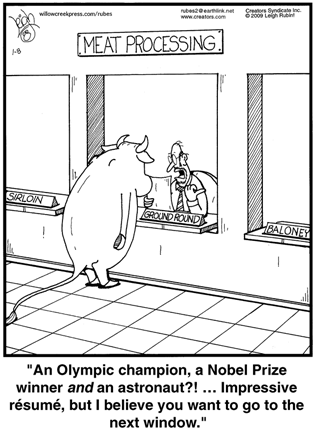 willowcreekpress.com/rubes
rubes2@earthlink.net
www.creators.com
Creators Syndicate Inc.
© 2009 Leigh Rubin!
1-8
MEAT PROCESSING
SIRLOIN
GROUND ROUND
BALONEY
"An Olympic champion, a Nobel Prize
winner and an astronaut?! ... Impressive
résumé, but I believe you want to go to the
next window."